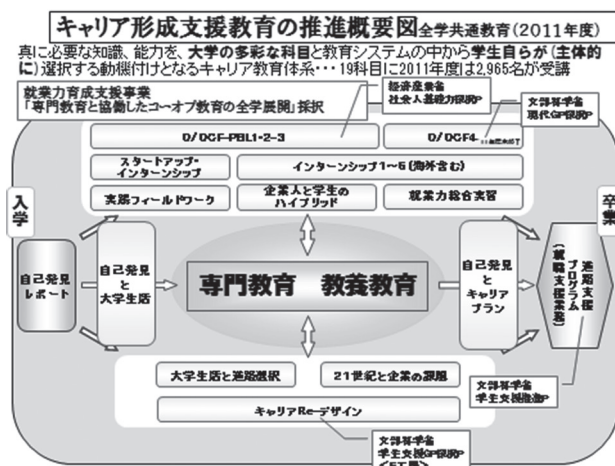 キャリア形成支援教育の推進概要図全学共通教育(2011年度)
真に必要な知識、能力を、大学の多彩な科目と教育システムの中から学生自らが(主体的
に)選択する動機付けとなるキャリア教育体系・・・19科目に2011年度は2,965名が受講
就業力育成支援事業
「専門教育と協働したコーオプ教育の全学展開」採択
経済産業省
社会人基礎力
文部科学省
現代GP
O/OCF-PBL1・2・3
O/OCF4
スタートアップ・
インターンシップ
インターンシップ1～6(海外含む)
実践フィールドワーク
企業人と学生の
ハイブリッド
就業力総合実習
入学
卒業
自己発見
レポート
自己発見
と
大学生活
専門教育 教養教育
自己発見
と
キャリア
プラン
進路支援
プログラム
(就職支援業務)
大学生活と進路選択
21世紀と企業の課題
キャリアRe-デザイン
文部科学省
学生支援推進P
文部科学省
学生支援GP